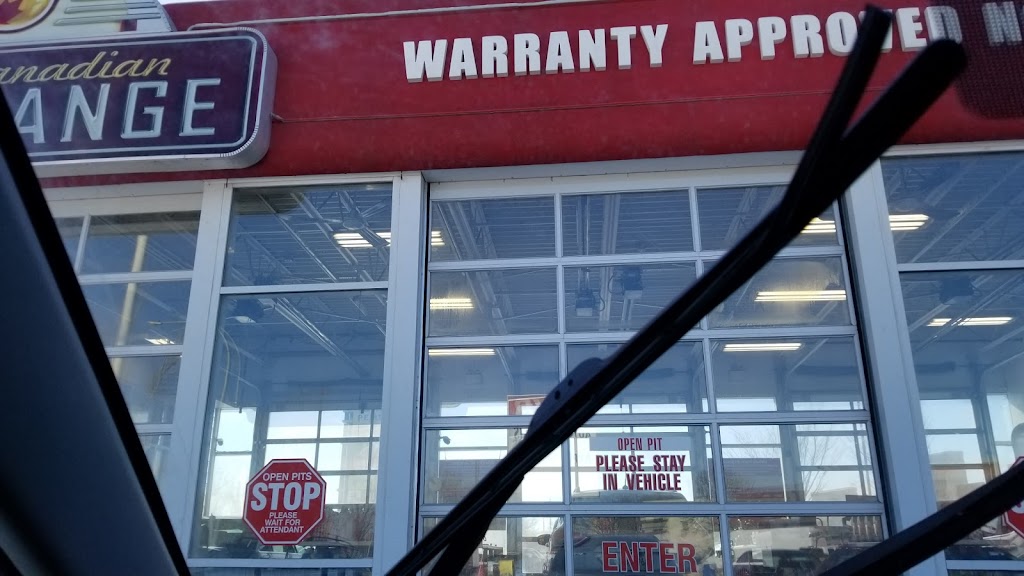 anadian
ANGE
WARRANTY APPROVED
OPEN PITS
STOP
PLEASE
WAIT FOR
ATTENDANT
OPEN PIT
PLEASE STAY
IN VEHICLE
ENTER